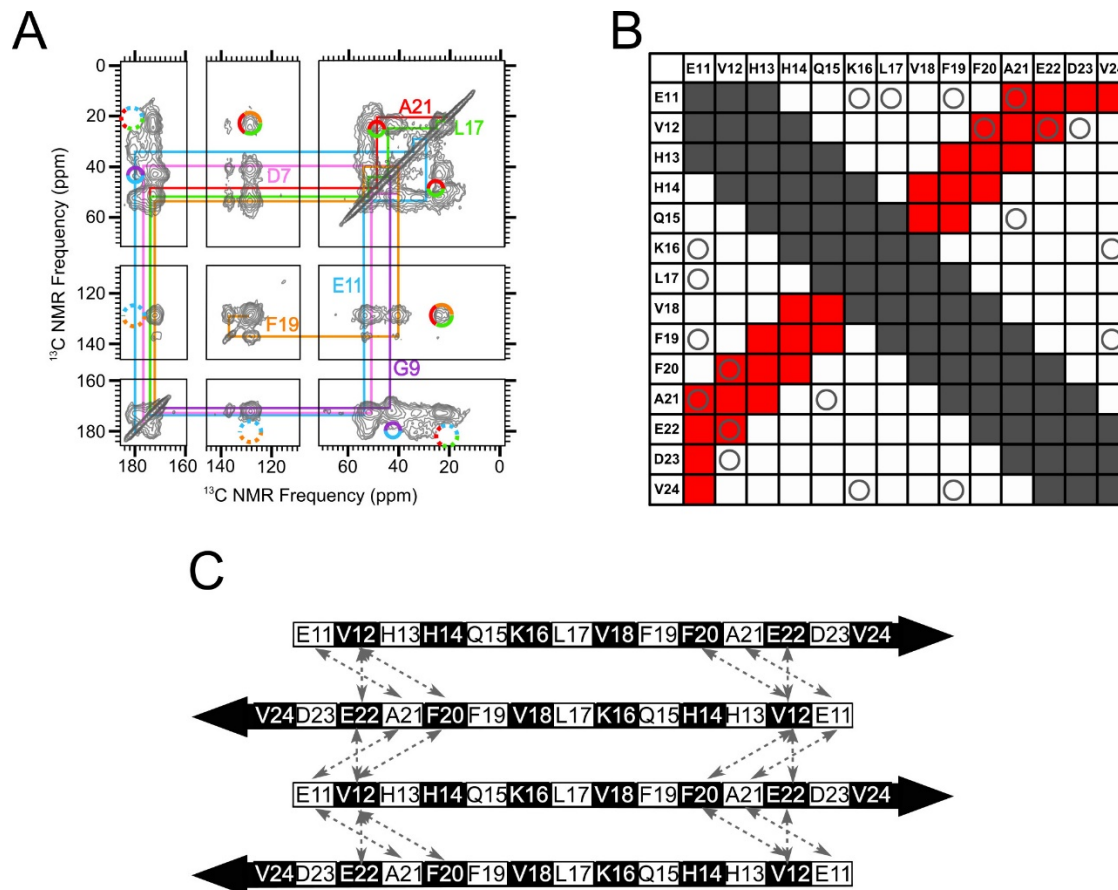 A
B
C
0
20
40
60
120
140
160
180
¹³C NMR Frequency (ppm)
180 160 140 120 60 40 20 0
¹³C NMR Frequency (ppm)
A21
L17
D7
E11
F19
G9
E11 V12 H13 H14 Q15 K16 L17 V18 F19 F20 A21 E22 D23 V24
E11
V12
H13
H14
Q15
K16
L17
V18
F19
F20
A21
E22
D23
V24
E11 V12 H13 H14 Q15 K16 L17 V18 F19 F20 A21 E22 D23 V24
V24 D23 E22 A21 F20 F19 V18 L17 K16 Q15 H14 H13 V12 E11
E11 V12 H13 H14 Q15 K16 L17 V18 F19 F20 A21 E22 D23 V24
V24 D23 E22 A21 F20 F19 V18 L17 K16 Q15 H14 H13 V12 E11